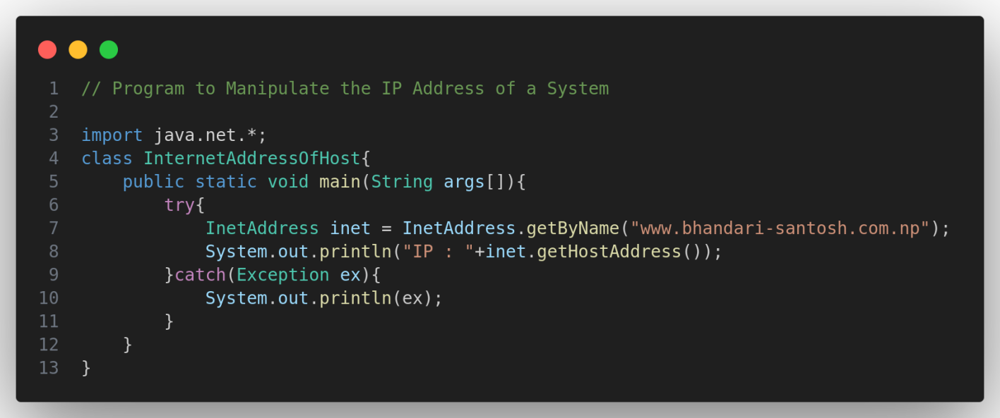 1 // Program to Manipulate the IP Address of a System
2
3 import java.net.*;
4 class InternetAddressOfHost{
5     public static void main(String args[]){
6         try{
7             InetAddress inet = InetAddress.getByName("www.bhandari-santosh.com.np");
8             System.out.println("IP : "+inet.getHostAddress());
9         }catch(Exception ex){
10             System.out.println(ex);
11         }
12     }
13 }